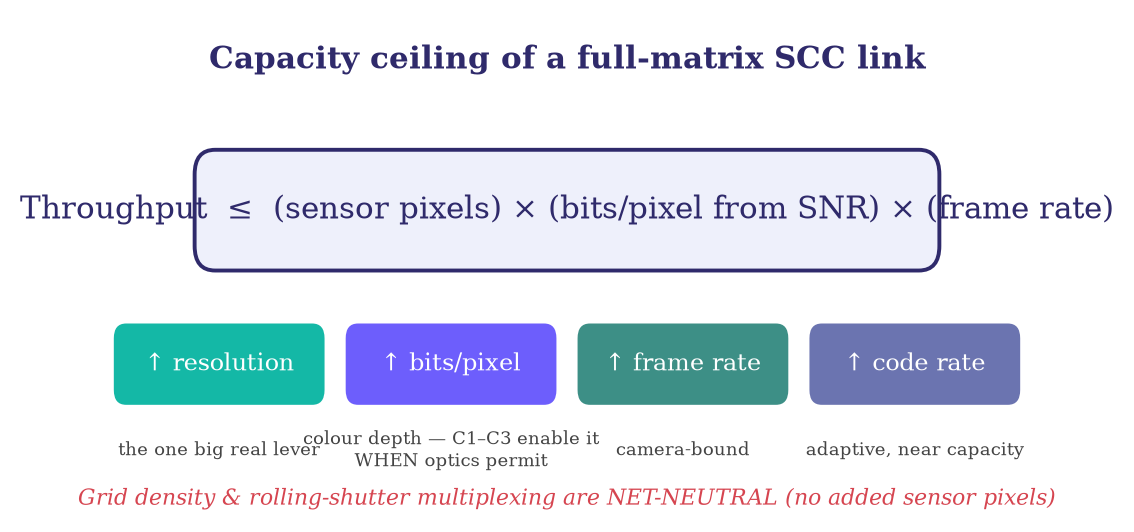 Capacity ceiling of a full-matrix SCC link
Throughput ≤ (sensor pixels) × (bits/pixel from SNR) × (frame rate)
↑ resolution
↑ bits/pixel
↑ frame rate
↑ code rate
the one big real lever
colour depth — C1–C3 enable it
WHEN optics permit
camera-bound
adaptive, near capacity
Grid density & rolling-shutter multiplexing are NET-NEUTRAL (no added sensor pixels)